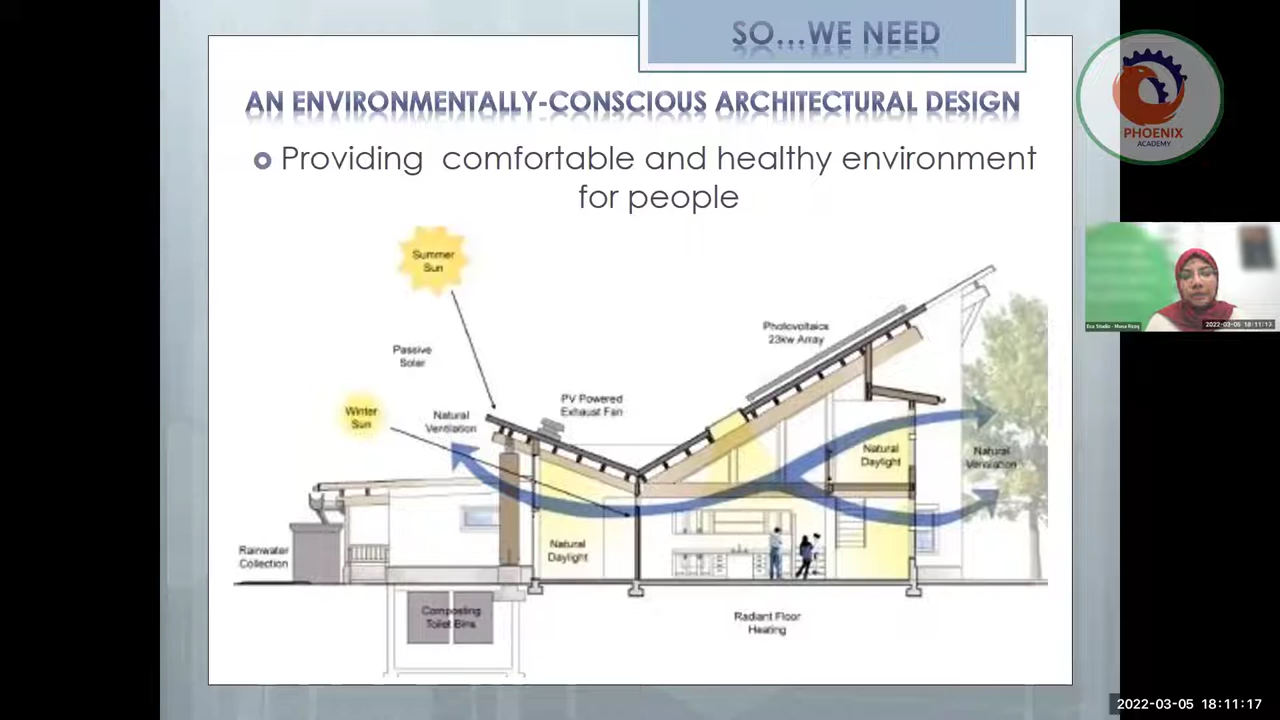 SO...WE NEED
AN ENVIRONMENTALLY-CONSCIOUS ARCHITECTURAL DESIGN
Providing comfortable and healthy environment
for people
PHOENIX
ACADEMY
Summer
Sun
Photovoltaics
23kw Array
Passive
Solar
PV Powered
Exhaust Fan
Winter
Sun
Natural
Ventilation
Natural
Daylight
Natural
Ventilation
Rainwater
Collection
Natural
Daylight
Composting
Toilet Bins
Radiant Floor
Heating
2022-03-05 18:11:17